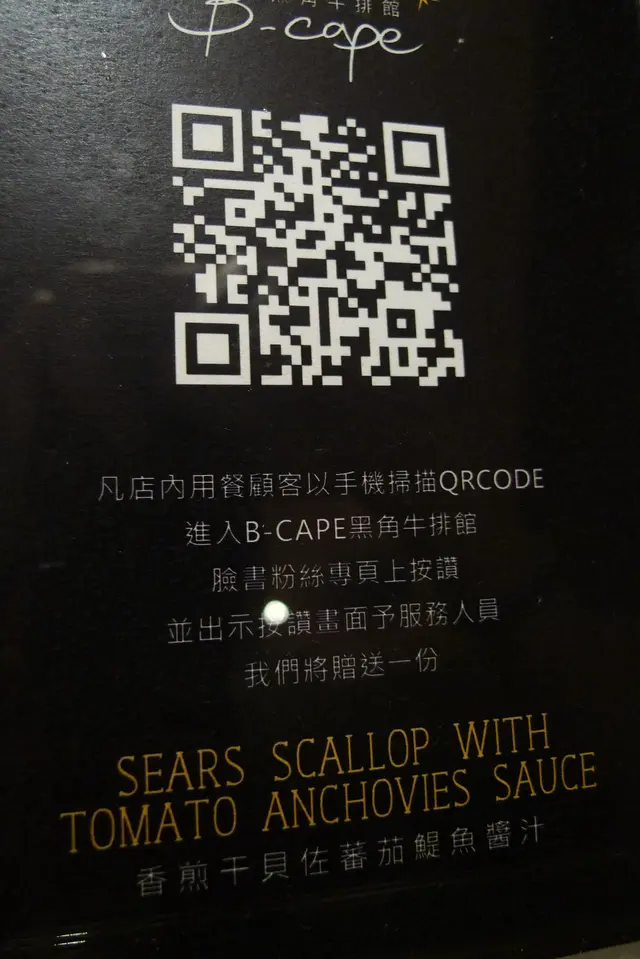 角牛排館
B-cape
凡店內用餐顧客以手機掃描QRCODE
進入B-CAPE黑角牛排館
臉書粉絲專頁上按讚
並出示按讚畫面予服務人員
我們將贈送一份
SEARS SCALLOP WITH
TOMATO ANCHOVIES SAUCE
香煎干貝佐蕃茄鯷魚醬汁